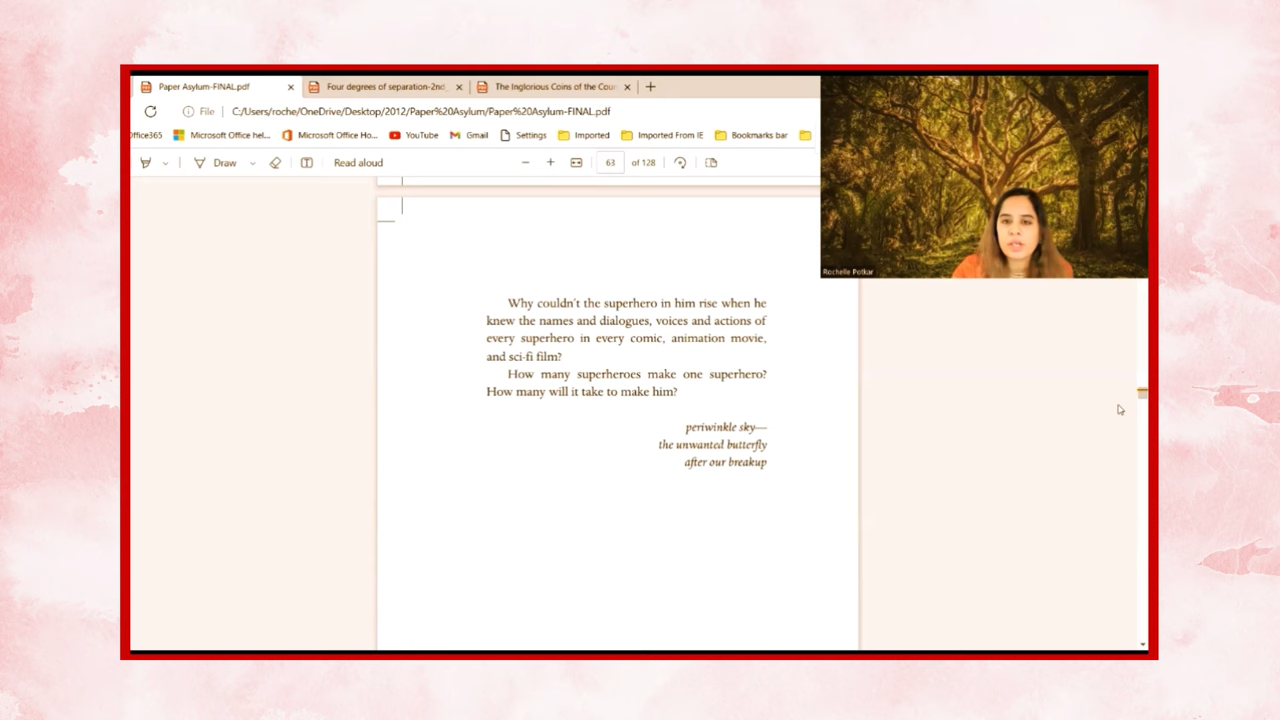 Paper Asylum-FINAL.pdf
Four degrees of separation-2nd
The Inglorious Coins of the Coun
File
C:/Users/roche/OneDrive/Desktop/2012/Paper%20Asylum/Paper%20Asylum-FINAL.pdf
Office365
Microsoft Office hel...
Microsoft Office Ho...
YouTube
Gmail
Settings
Imported
Imported From IE
Bookmarks bar
Draw
Read aloud
63
of 128
Rochelle Potkar
Why couldn't the superhero in him rise when he
knew the names and dialogues, voices and actions of
every superhero in every comic, animation movie,
and sci-fi film?
How many superheroes make one superhero?
How many will it take to make him?
periwinkle sky—
the unwanted butterfly
after our breakup